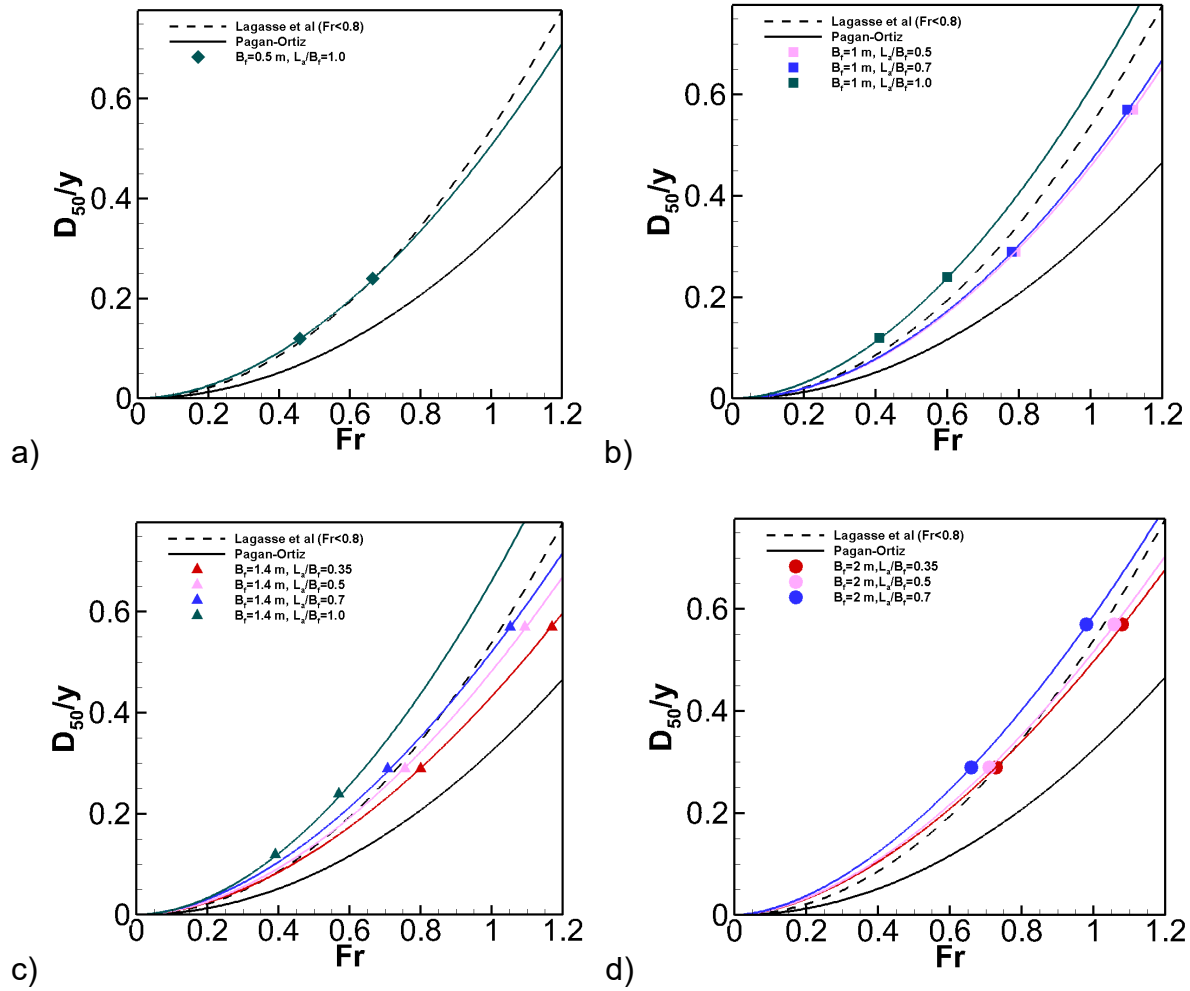 Lagasse et al (Fr<0.8)
Pagan-Ortiz
Bf=0.5 m, La/Bf=1.0
0.6
0.4
0.2
0
D50/y
0 0.2 0.4 0.6 0.8 1 1.2
Fr
a)
Lagasse et al (Fr<0.8)
Pagan-Ortiz
Bf=1 m, La/Bf=0.5
Bf=1 m, La/Bf=0.7
Bf=1 m, La/Bf=1.0
0.6
0.4
0.2
0
D50/y
0 0.2 0.4 0.6 0.8 1 1.2
Fr
b)
Lagasse et al (Fr<0.8)
Pagan-Ortiz
Bf=1.4 m, La/Bf=0.35
Bf=1.4 m, La/Bf=0.5
Bf=1.4 m, La/Bf=0.7
Bf=1.4 m, La/Bf=1.0
0.6
0.4
0.2
0
D50/y
0 0.2 0.4 0.6 0.8 1 1.2
Fr
c)
Lagasse et al (Fr<0.8)
Pagan-Ortiz
Bf=2 m,La/Bf=0.35
Bf=2 m,La/Bf=0.5
Bf=2 m,La/Bf=0.7
0.6
0.4
0.2
0
D50/y
0 0.2 0.4 0.6 0.8 1 1.2
Fr
d)